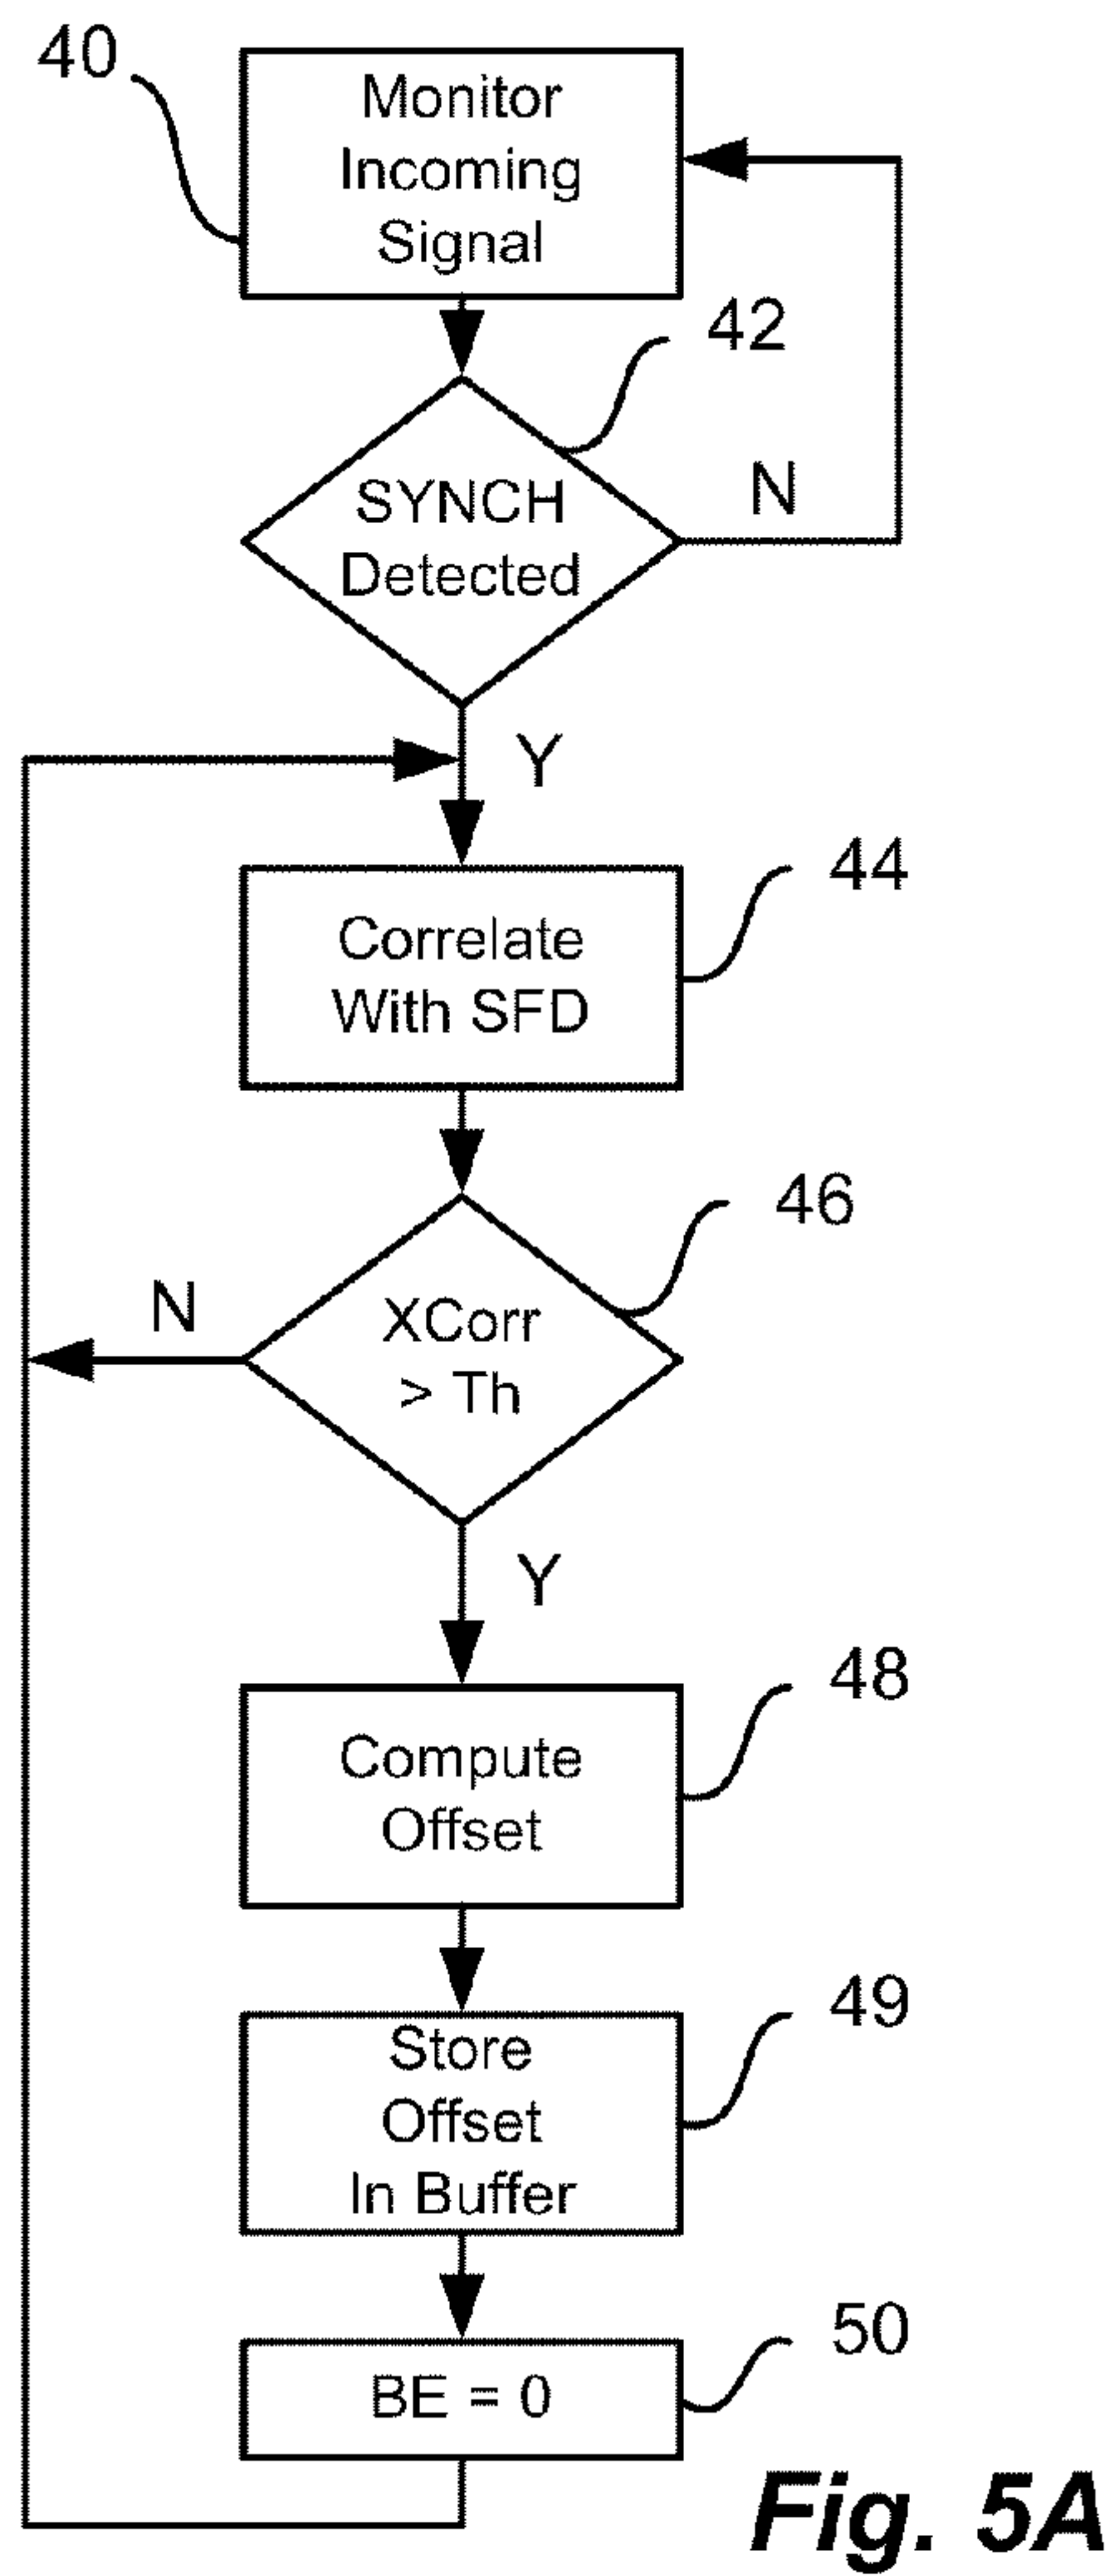 40
Monitor
Incoming
Signal
42
SYNCH
Detected
N
Y
44
Correlate
With SFD
46
N
XCorr
> Th
Y
48
Compute
Offset
49
Store
Offset
In Buffer
50
BE = 0
Fig. 5A